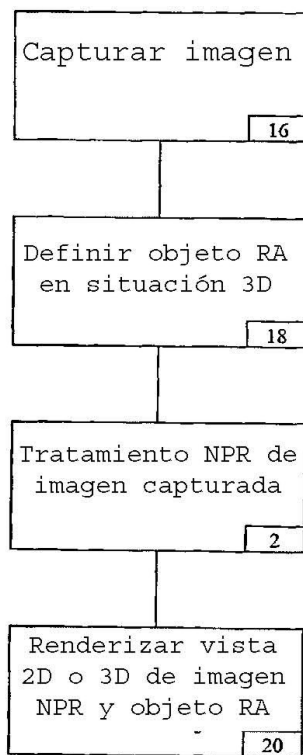 Capturar imagen
16
Definir objeto RA
en situación 3D
18
Tratamiento NPR de
imagen capturada
2
Renderizar vista
2D o 3D de imagen
NPR y objeto RA
20